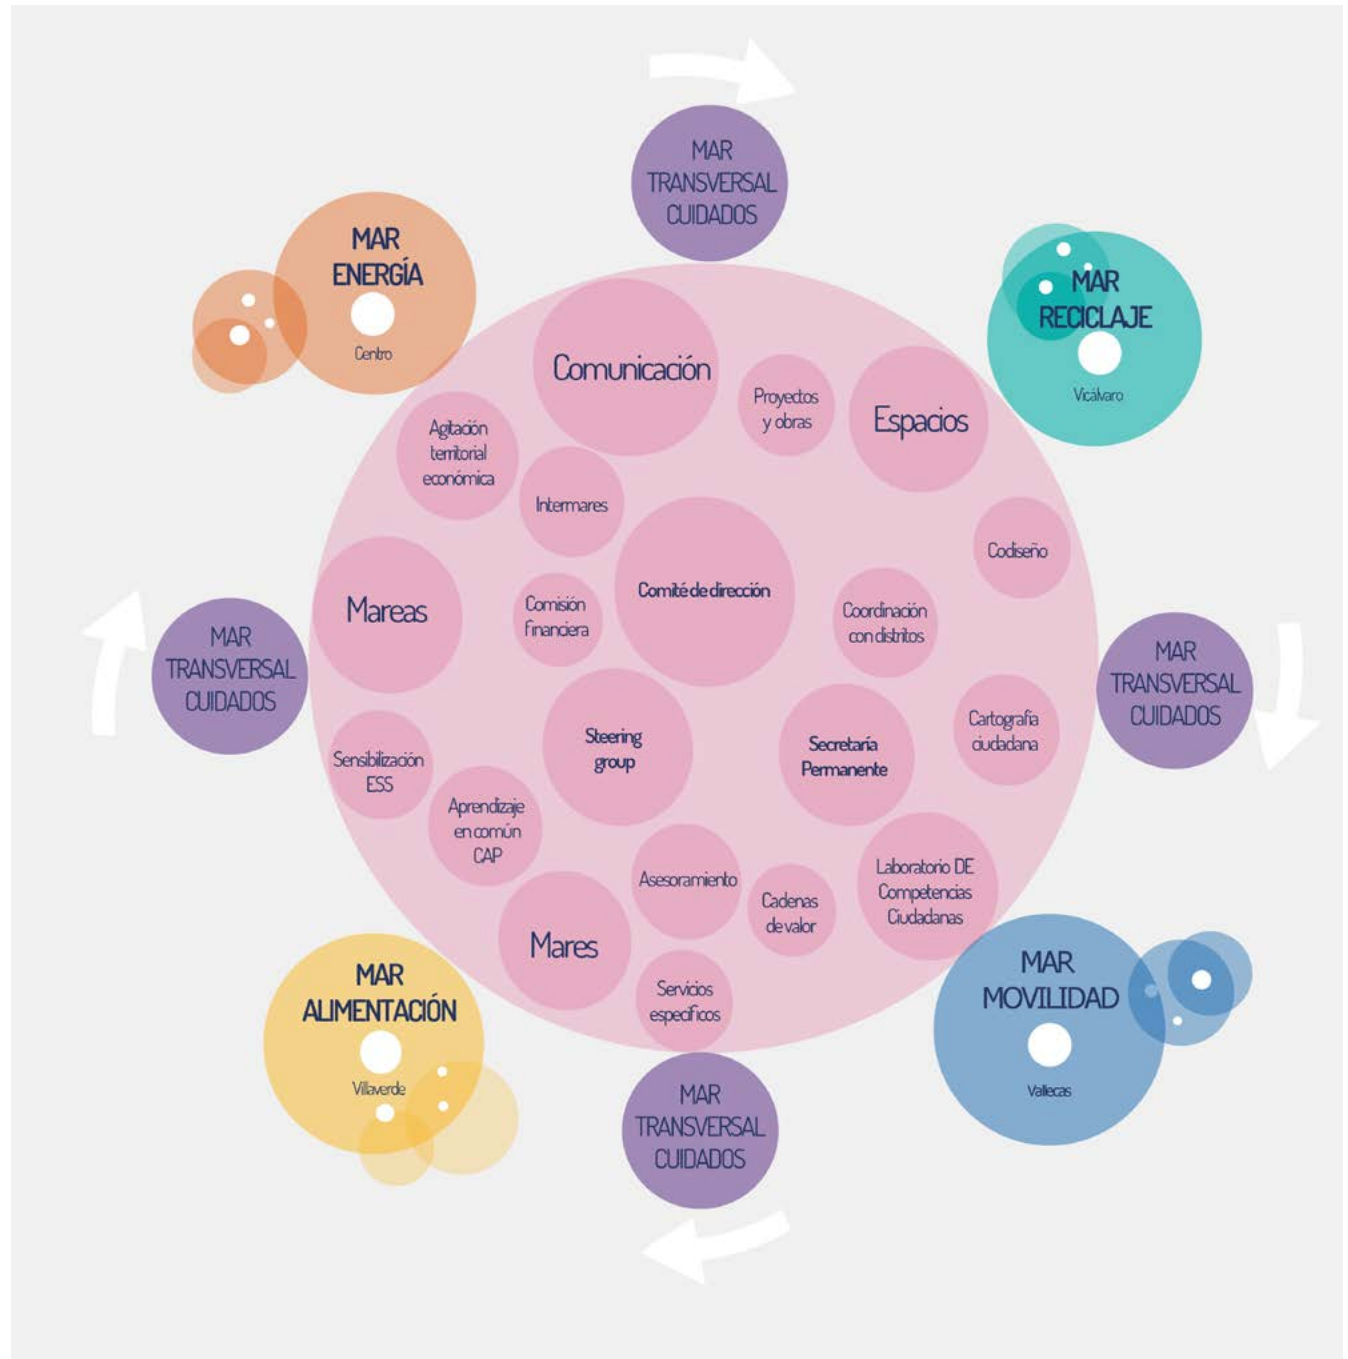 MAR
TRANSVERSAL
CUIDADOS
MAR
ENERGÍA
Centro
MAR
RECICLAJE
Vicálvaro
Comunicación
Proyectos
y obras
Espacios
Agitación
territorial
económica
Intermares
Codiseño
Mareas
Comisión
financiera
Comité de dirección
Coordinación
con distritos
MAR
TRANSVERSAL
CUIDADOS
MAR
TRANSVERSAL
CUIDADOS
Sensibilización
ESS
Steering
group
Secretaría
Permanente
Cartografía
ciudadana
Aprendizaje
en común
CAP
Asesoramiento
Cadenas
de valor
Laboratorio DE
Competencias
Ciudadanas
Mares
Servicios
específicos
MAR
ALIMENTACIÓN
Villaverde
MAR
MOVILIDAD
Vallecas
MAR
TRANSVERSAL
CUIDADOS